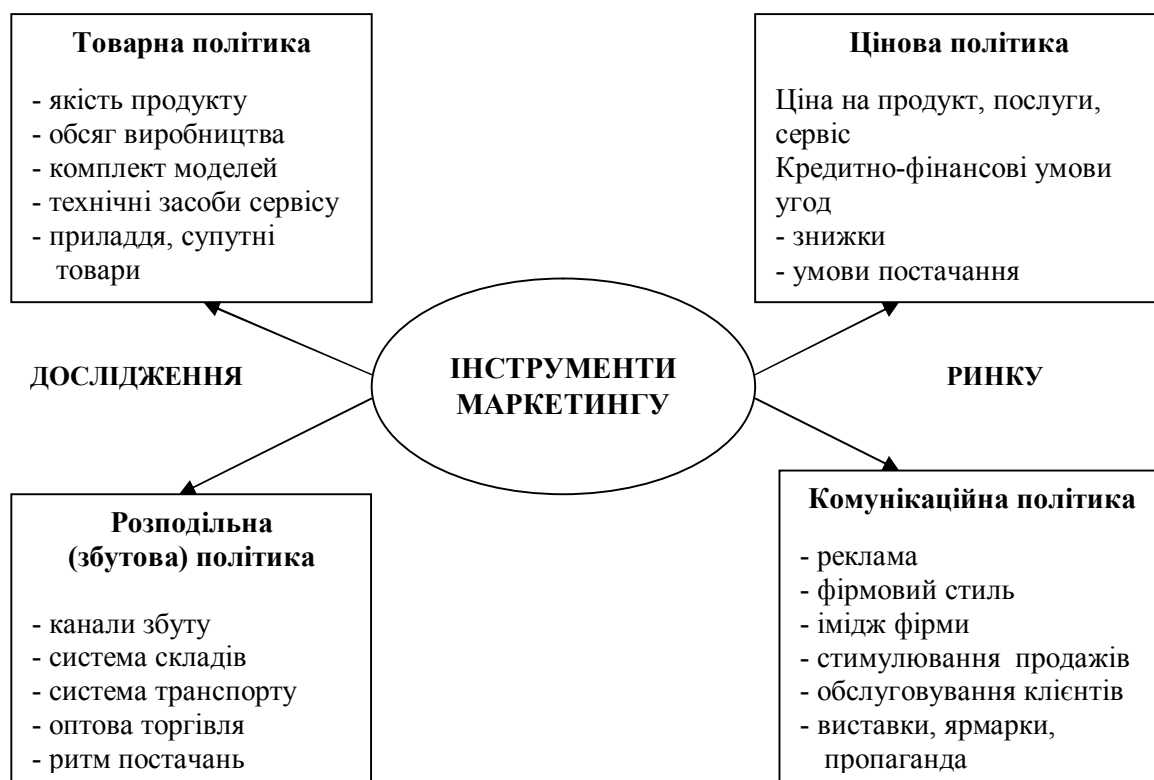 Товарна політика
- якість продукту
- обсяг виробництва
- комплект моделей
- технічні засоби сервісу
- приладдя, супутні
товари
Цінова політика
Ціна на продукт, послуги,
сервіс
Кредитно-фінансові умови
угод
- знижки
- умови постачання
ДОСЛІДЖЕННЯ
ІНСТРУМЕНТИ
МАРКЕТИНГУ
РИНКУ
Розподільна
(збутова) політика
- канали збуту
- система складів
- система транспорту
- оптова торгівля
- ритм постачань
Комунікаційна політика
- реклама
- фірмовий стиль
- імідж фірми
- стимулювання продажів
- обслуговування клієнтів
- виставки, ярмарки,
пропаганда